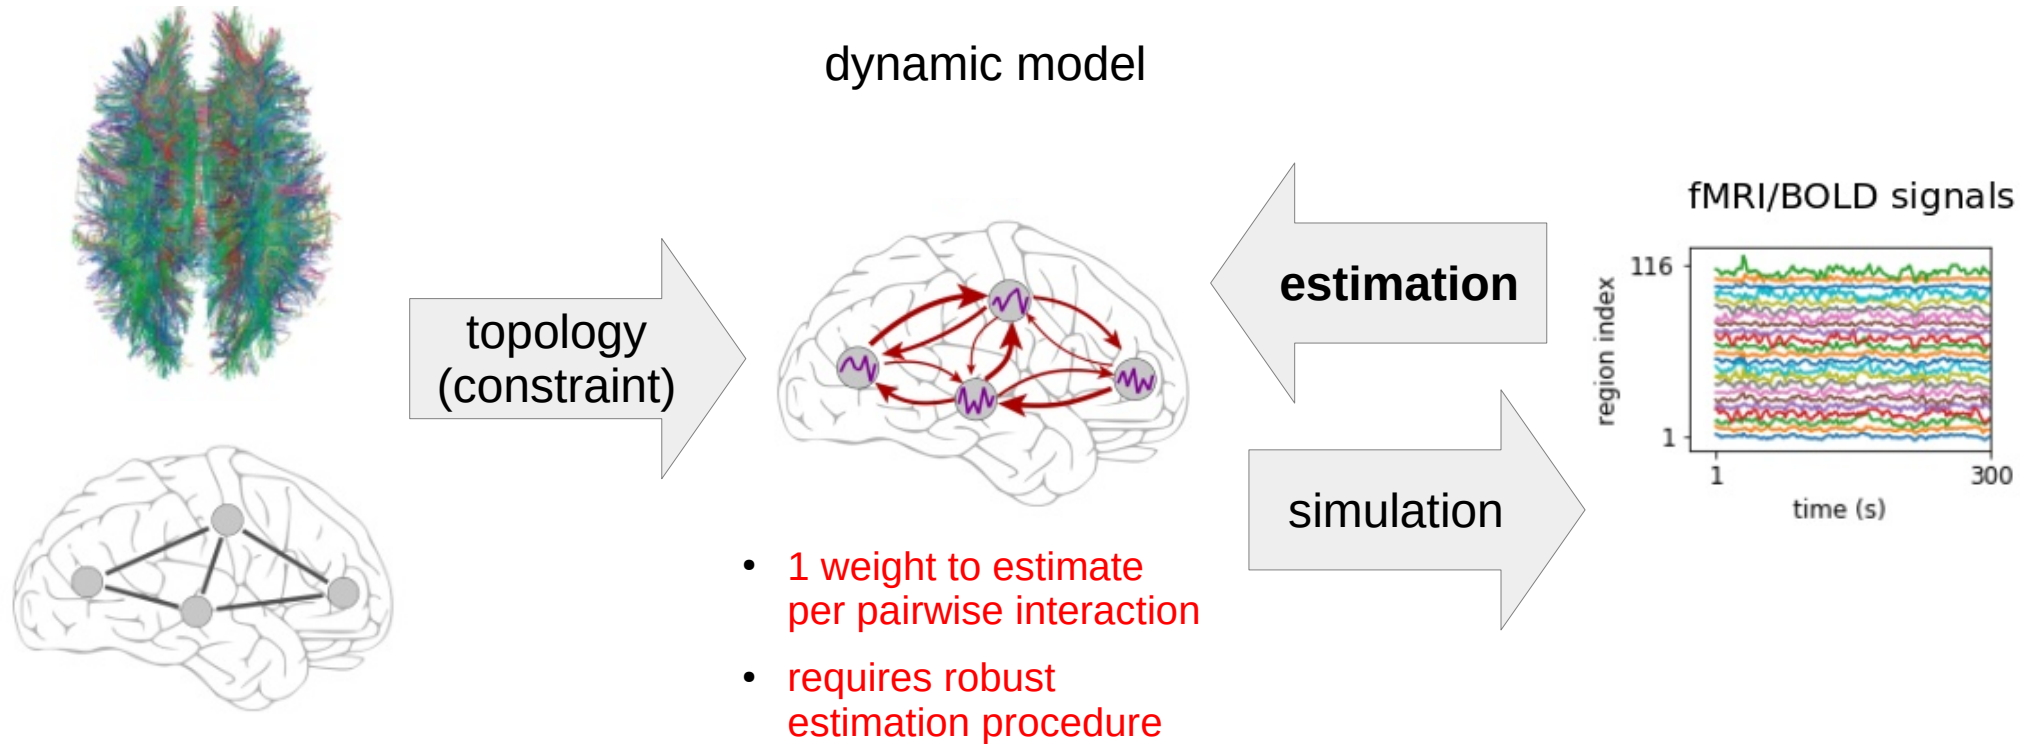 dynamic model
topology
(constraint)
estimation
simulation
fMRI/BOLD signals
116
region index
1
1
300
time (s)
• 1 weight to estimate
per pairwise interaction
• requires robust
estimation procedure